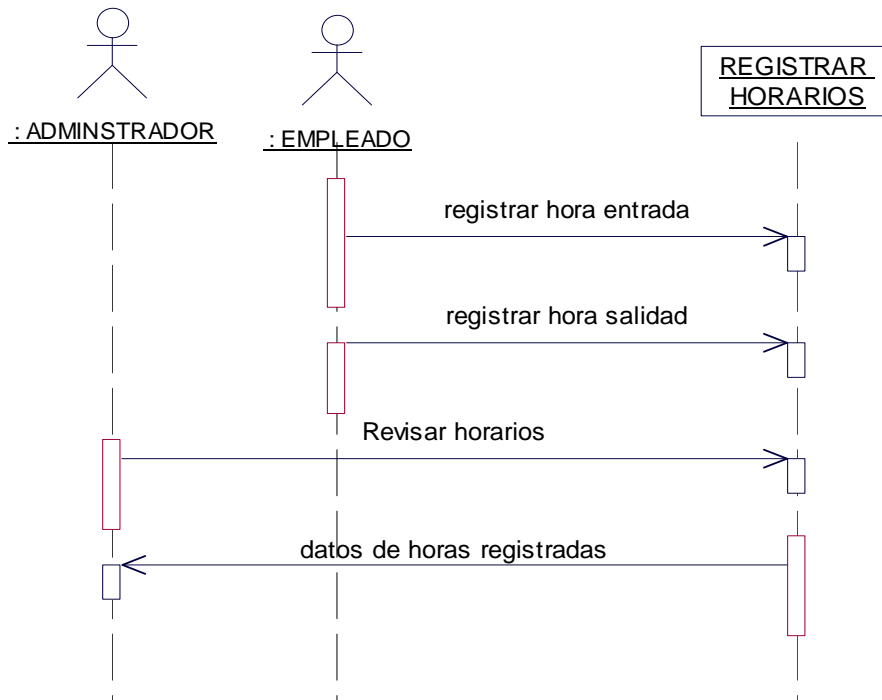 : ADMINSTRADOR
: EMPLEADO
REGISTRAR
HORARIOS
registrar hora entrada
registrar hora salidad
Revisar horarios
datos de horas registradas